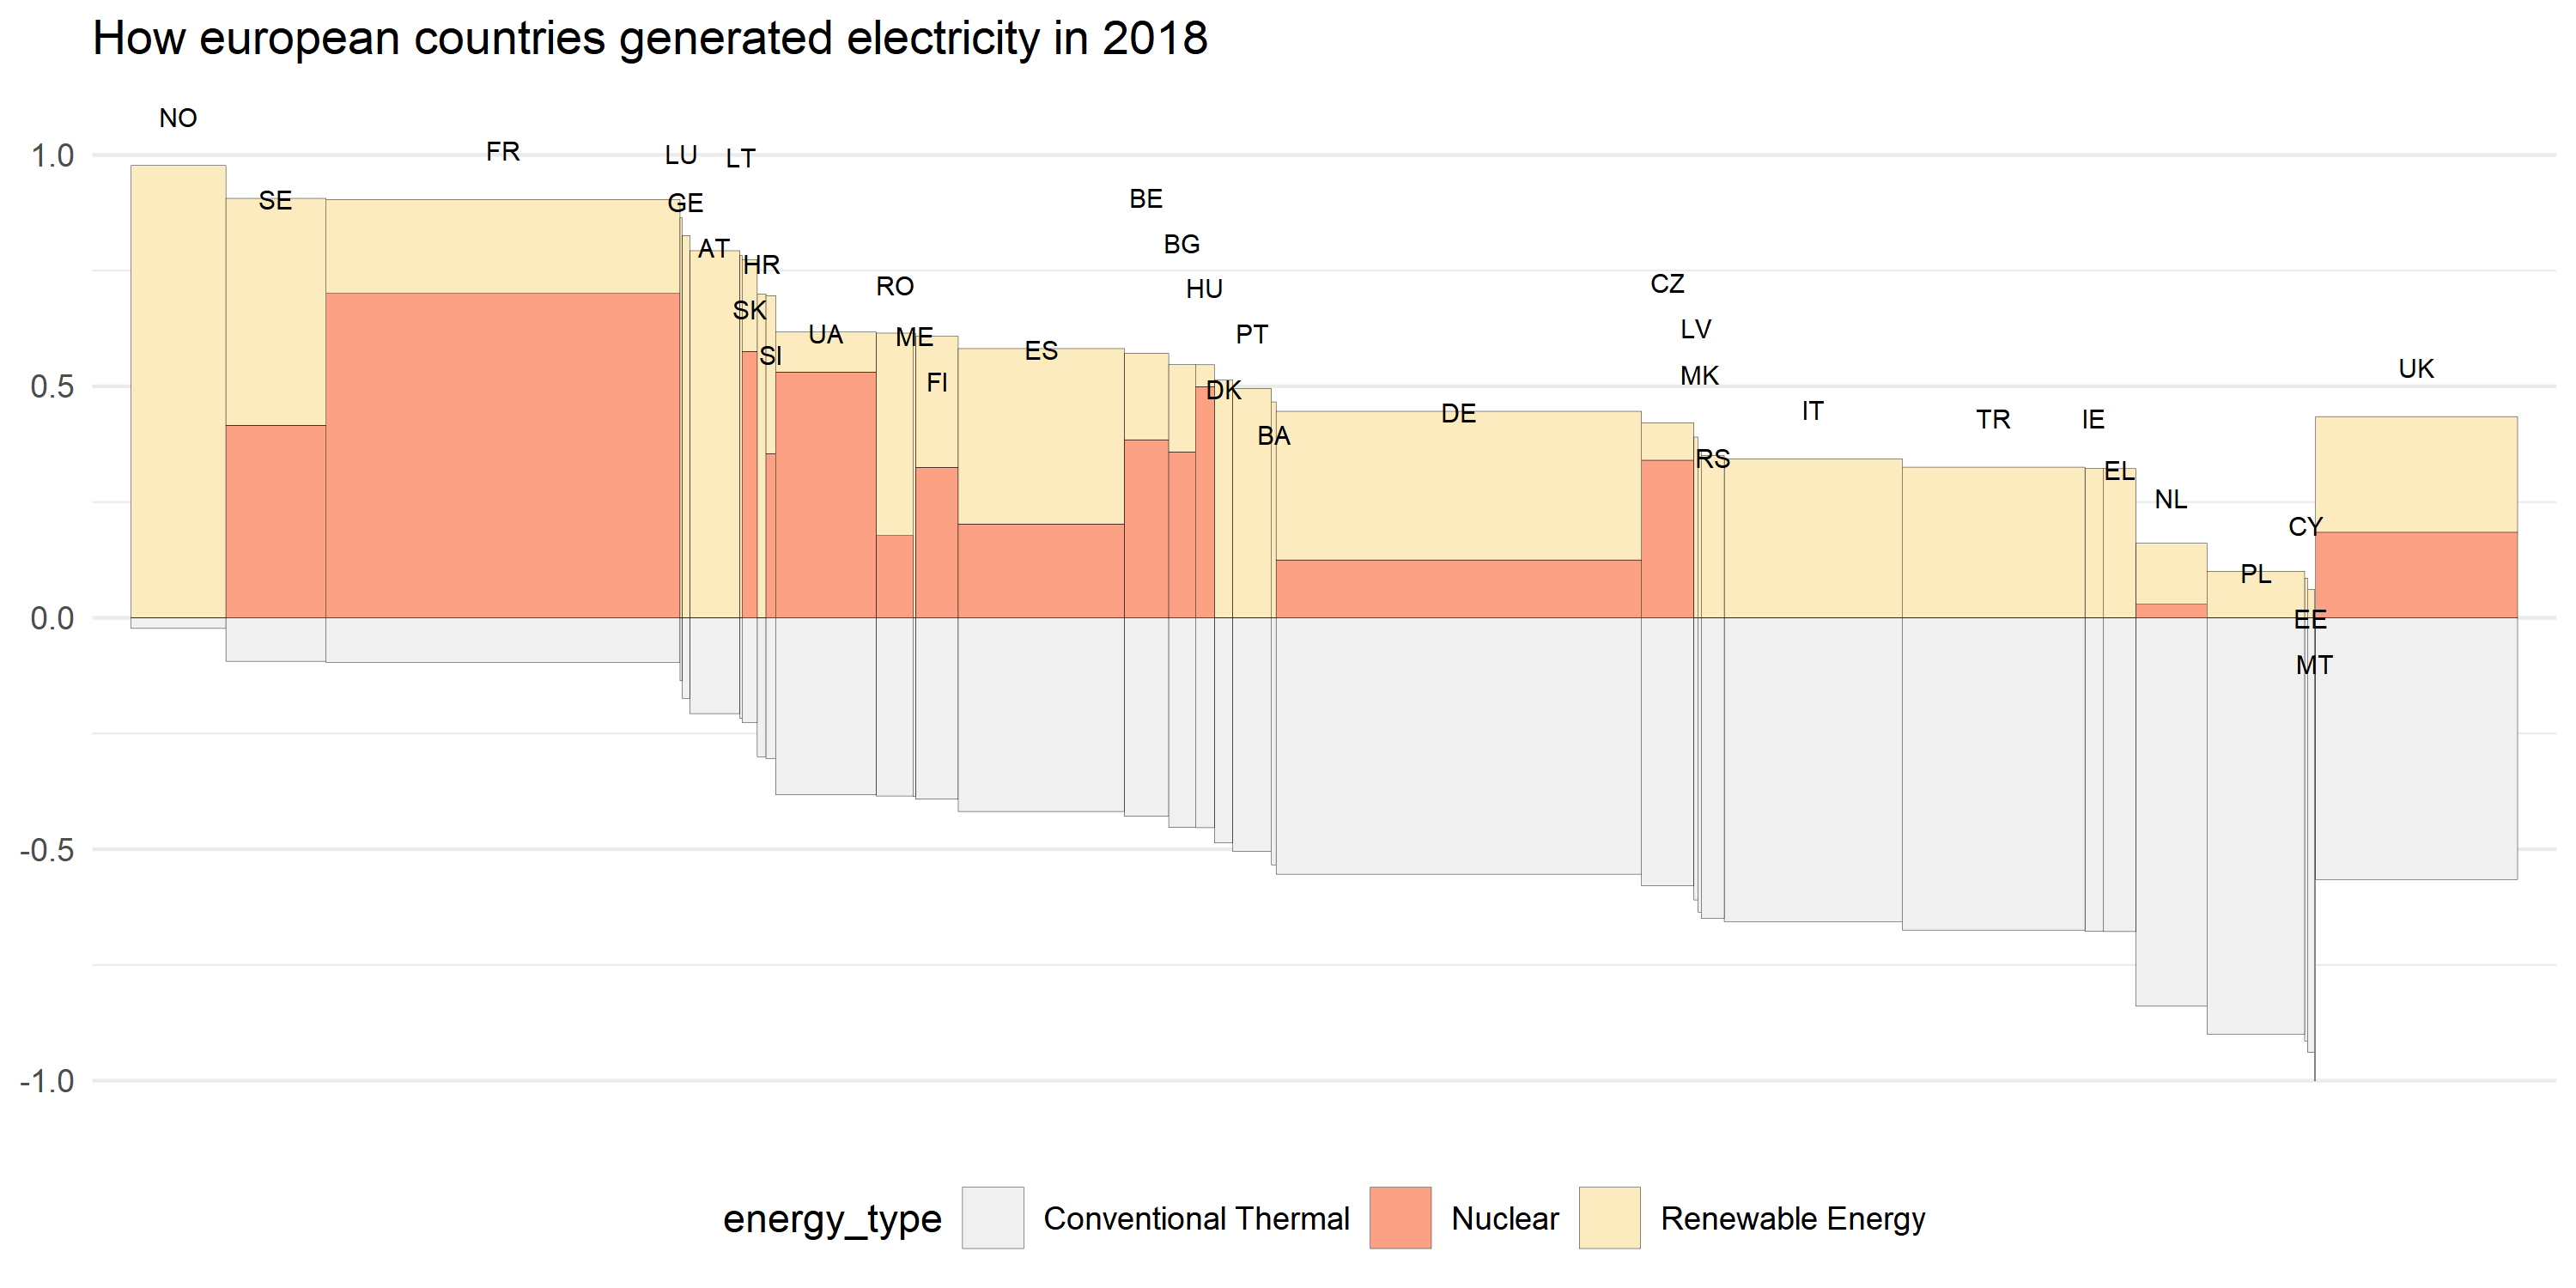 How european countries generated electricity in 2018
NO
FR
LU
LT
SE
GE
AT
HR
SK
SI
RO
UA
ME
FI
ES
BE
BG
HU
PT
DK
BA
DE
CZ
LV
MK
RS
IT
TR
IE
EL
NL
PL
CY
EE
MT
UK
1.0
0.5
0.0
-0.5
-1.0
energy_type Conventional Thermal Nuclear Renewable Energy